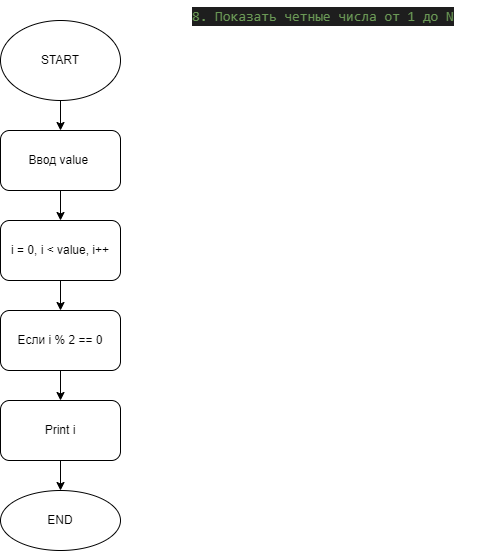 8. Показать четные числа от 1 до N
START
Ввод value
i = 0, i < value, i++
Если i % 2 == 0
Print i
END